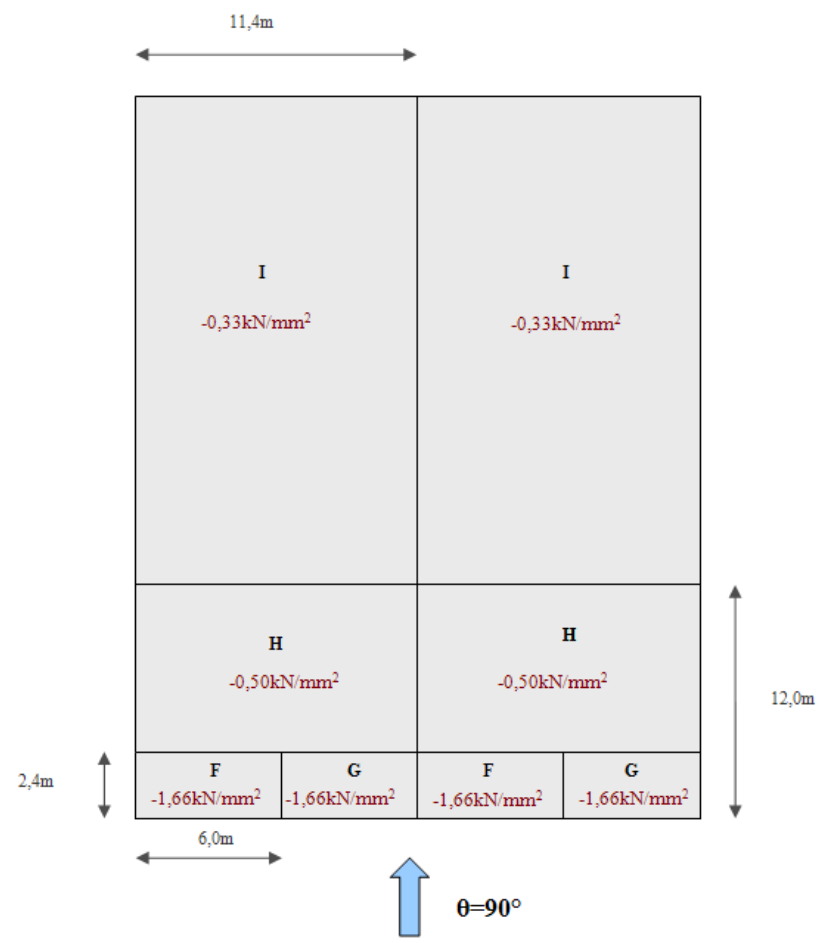 11,4m
I
I
-0,33kN/mm²
-0,33kN/mm²
H
H
-0,50kN/mm²
-0,50kN/mm²
12,0m
2,4m
F
G
F
G
-1,66kN/mm²
-1,66kN/mm²
-1,66kN/mm²
-1,66kN/mm²
6,0m
θ=90°